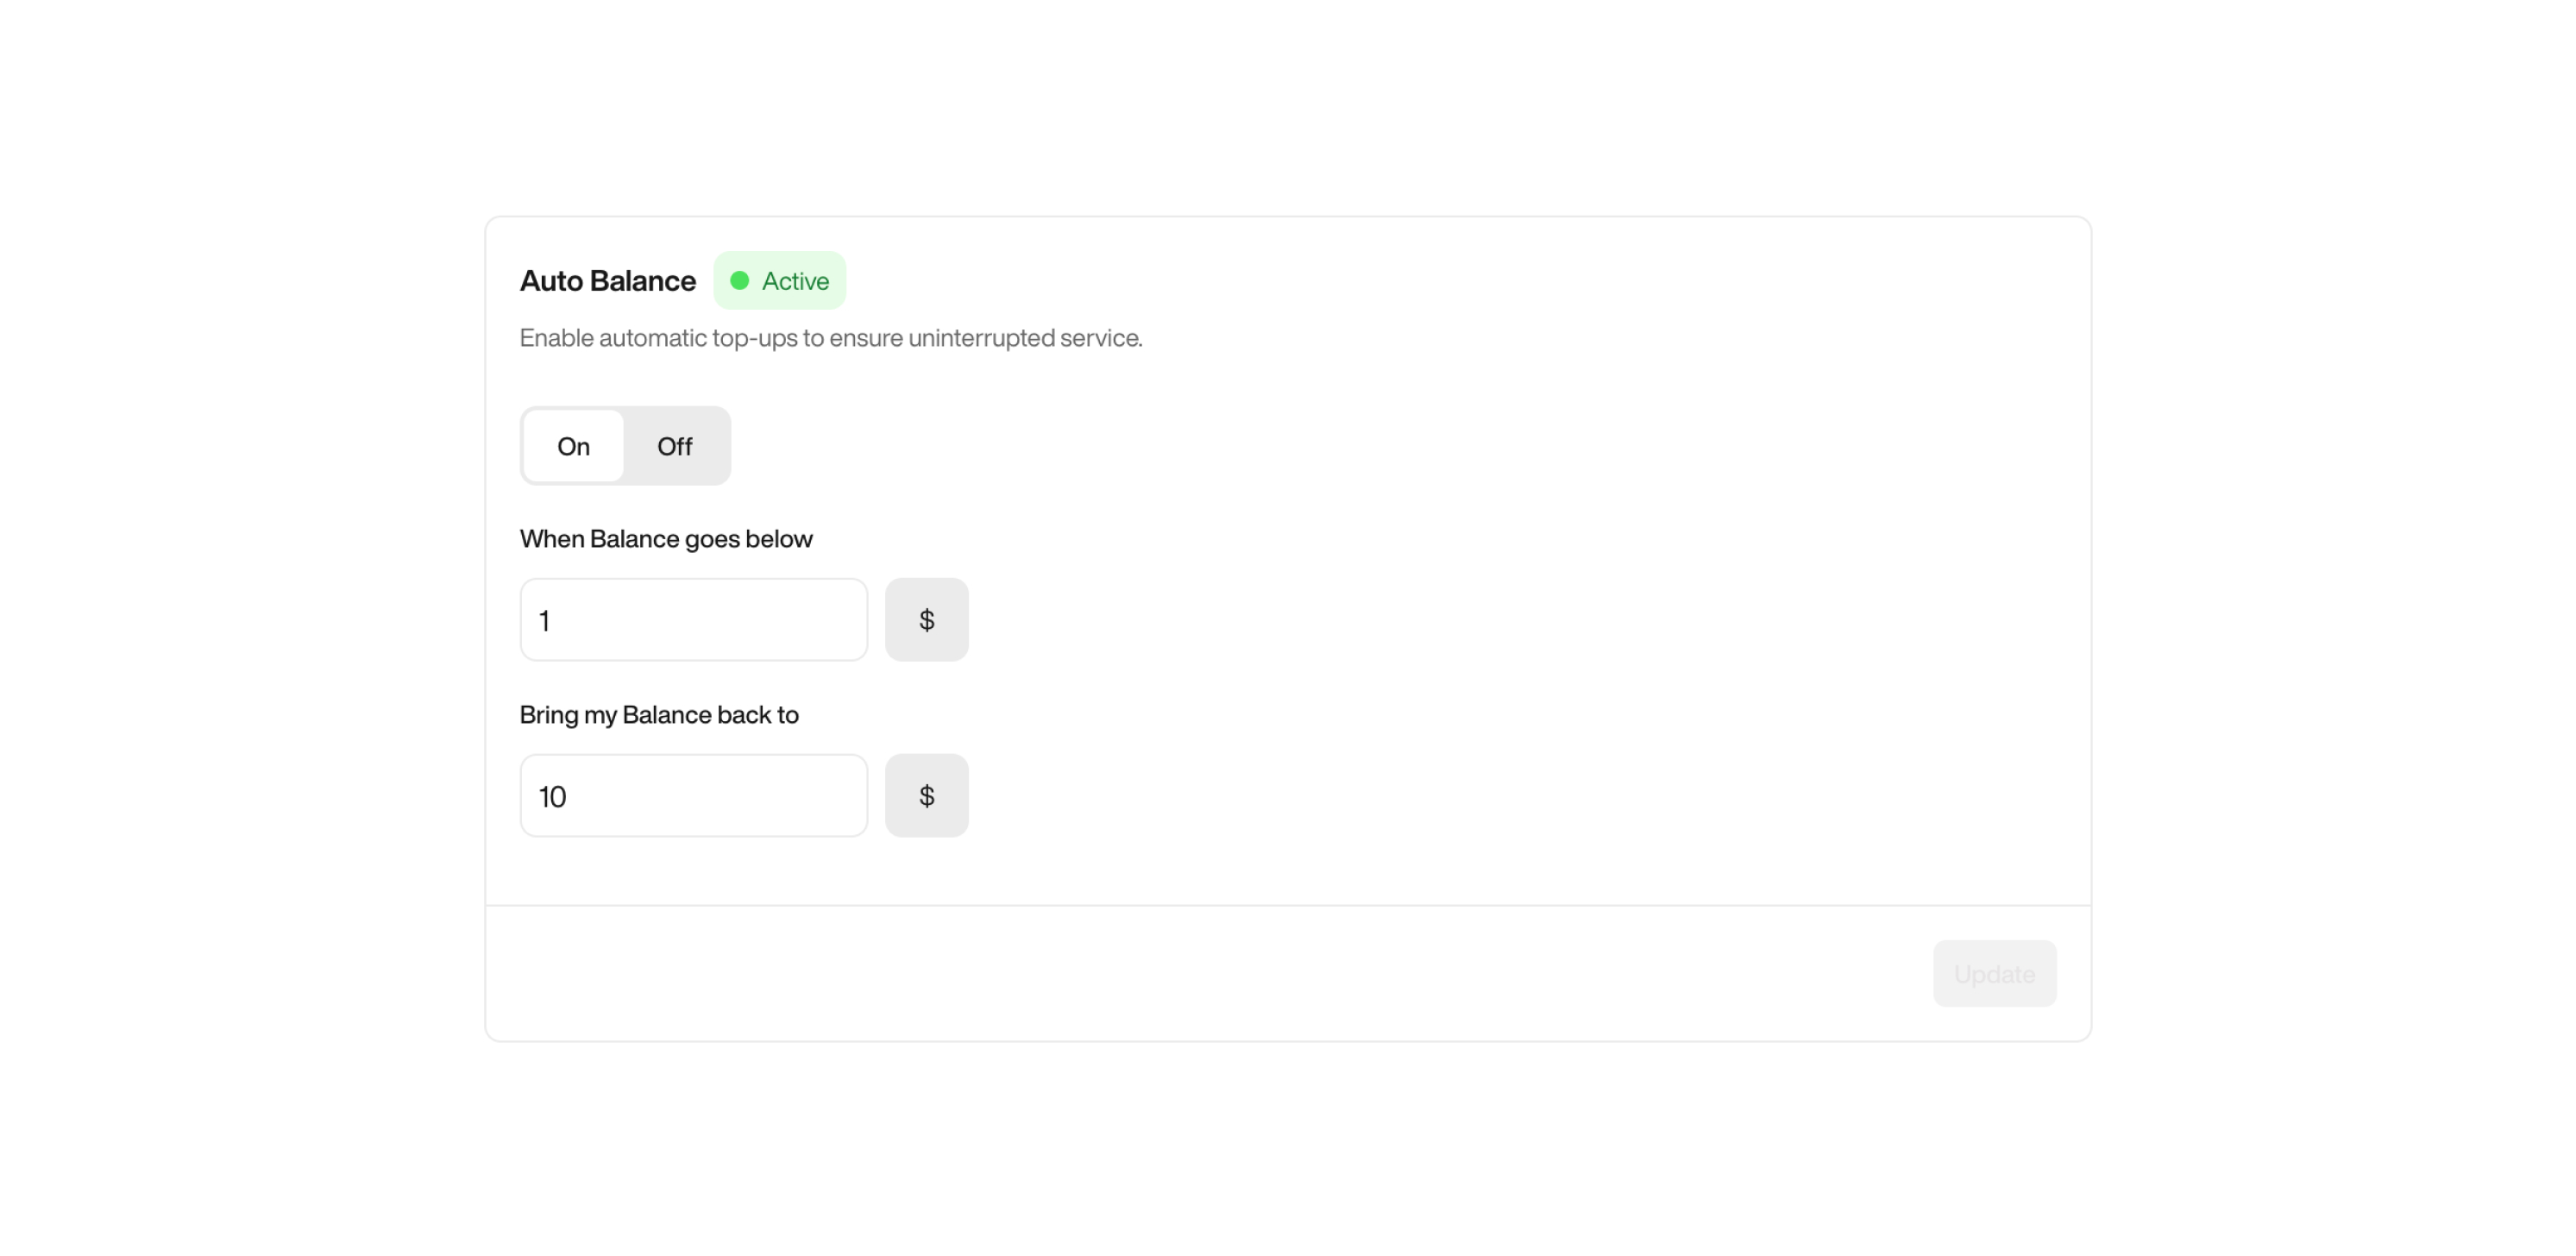 Auto Balance Active
Enable automatic top-ups to ensure uninterrupted service.
On Off
When Balance goes below
1 $
Bring my Balance back to
10 $
Update